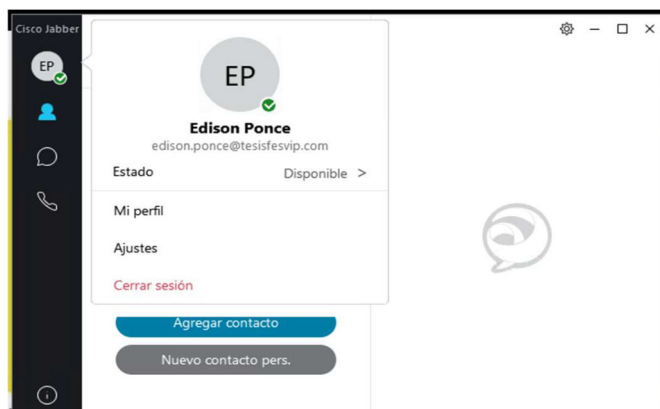 Cisco Jabber
EP
EP
Edison Ponce
edison.ponce@tesisfesvip.com
Estado
Disponible >
Mi perfil
Ajustes
Cerrar sesión
Agregar contacto
Nuevo contacto pers.